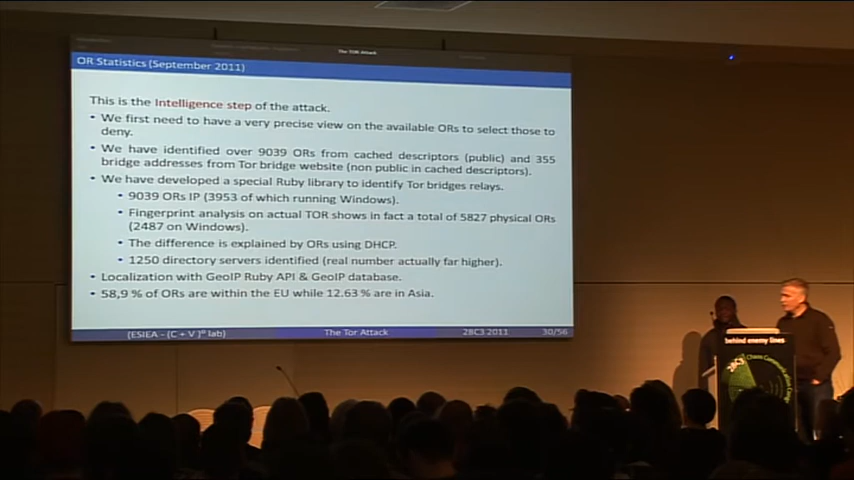 The TOR Attack
OR Statistics (September 2011)
This is the Intelligence step of the attack.
• We first need to have a very precise view on the available ORs to select those to
deny.
• We have identified over 9039 ORs from cached descriptors (public) and 355
bridge addresses from Tor bridge website (non public in cached descriptors).
• We have developed a special Ruby library to identify Tor bridges relays.
• 9039 ORs IP (3953 of which running Windows).
• Fingerprint analysis on actual TOR shows in fact a total of 5827 physical ORs
(2487 on Windows).
• The difference is explained by ORs using DHCP.
• 1250 directory servers identified (real number actually far higher).
• Localization with GeoIP Ruby API & GeoIP database.
• 58,9 % of ORs are within the EU while 12.63 % are in Asia.
The Tor Attack
28C3 2011
30/56
behind enemy lines